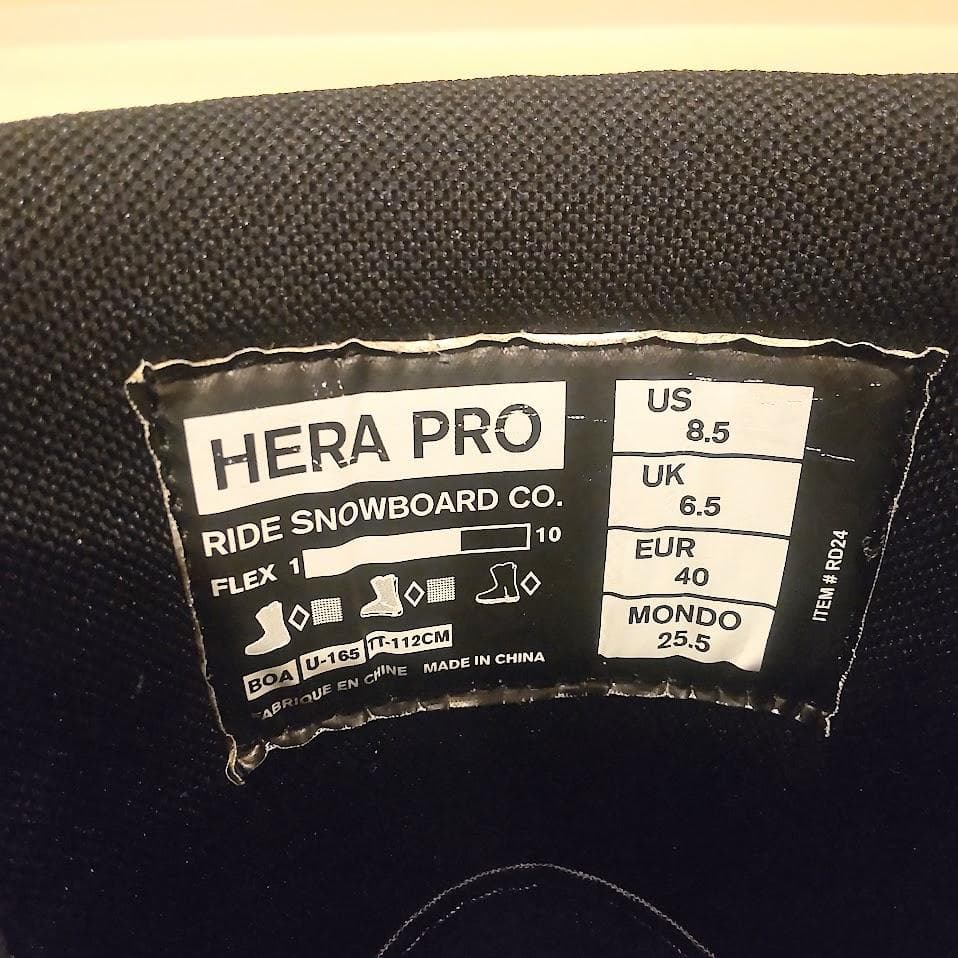 HERA PRO
RIDE SNOWBOARD CO.
FLEX 1 10
BOA U-165 TT-112CM
FABRIQUE EN CHINE MADE IN CHINA
US
8.5
UK
6.5
EUR
40
MONDO
25.5
ITEM # RD24